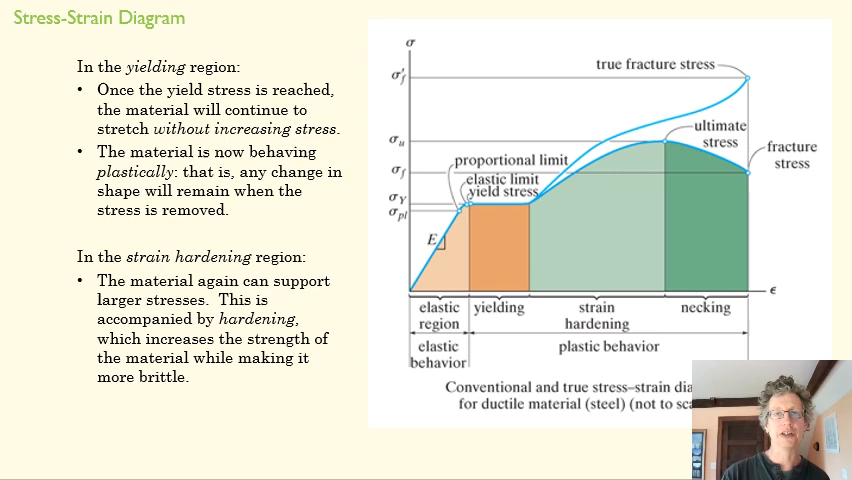 Stress-Strain Diagram
In the yielding region:
• Once the yield stress is reached,
the material will continue to
stretch without increasing stress.
• The material is now behaving
plastically: that is, any change in
shape will remain when the
stress is removed.
In the strain hardening region:
• The material again can support
larger stresses. This is
accompanied by hardening,
which increases the strength of
the material while making it
more brittle.
σ
σ′f
σu
σf
σY
σpl
E
true fracture stress
ultimate
stress
fracture
stress
proportional limit
elastic limit
yield stress
ϵ
elastic
region
yielding
strain
hardening
necking
elastic
behavior
plastic behavior
Conventional and true stress–strain dia
for ductile material (steel) (not to sca